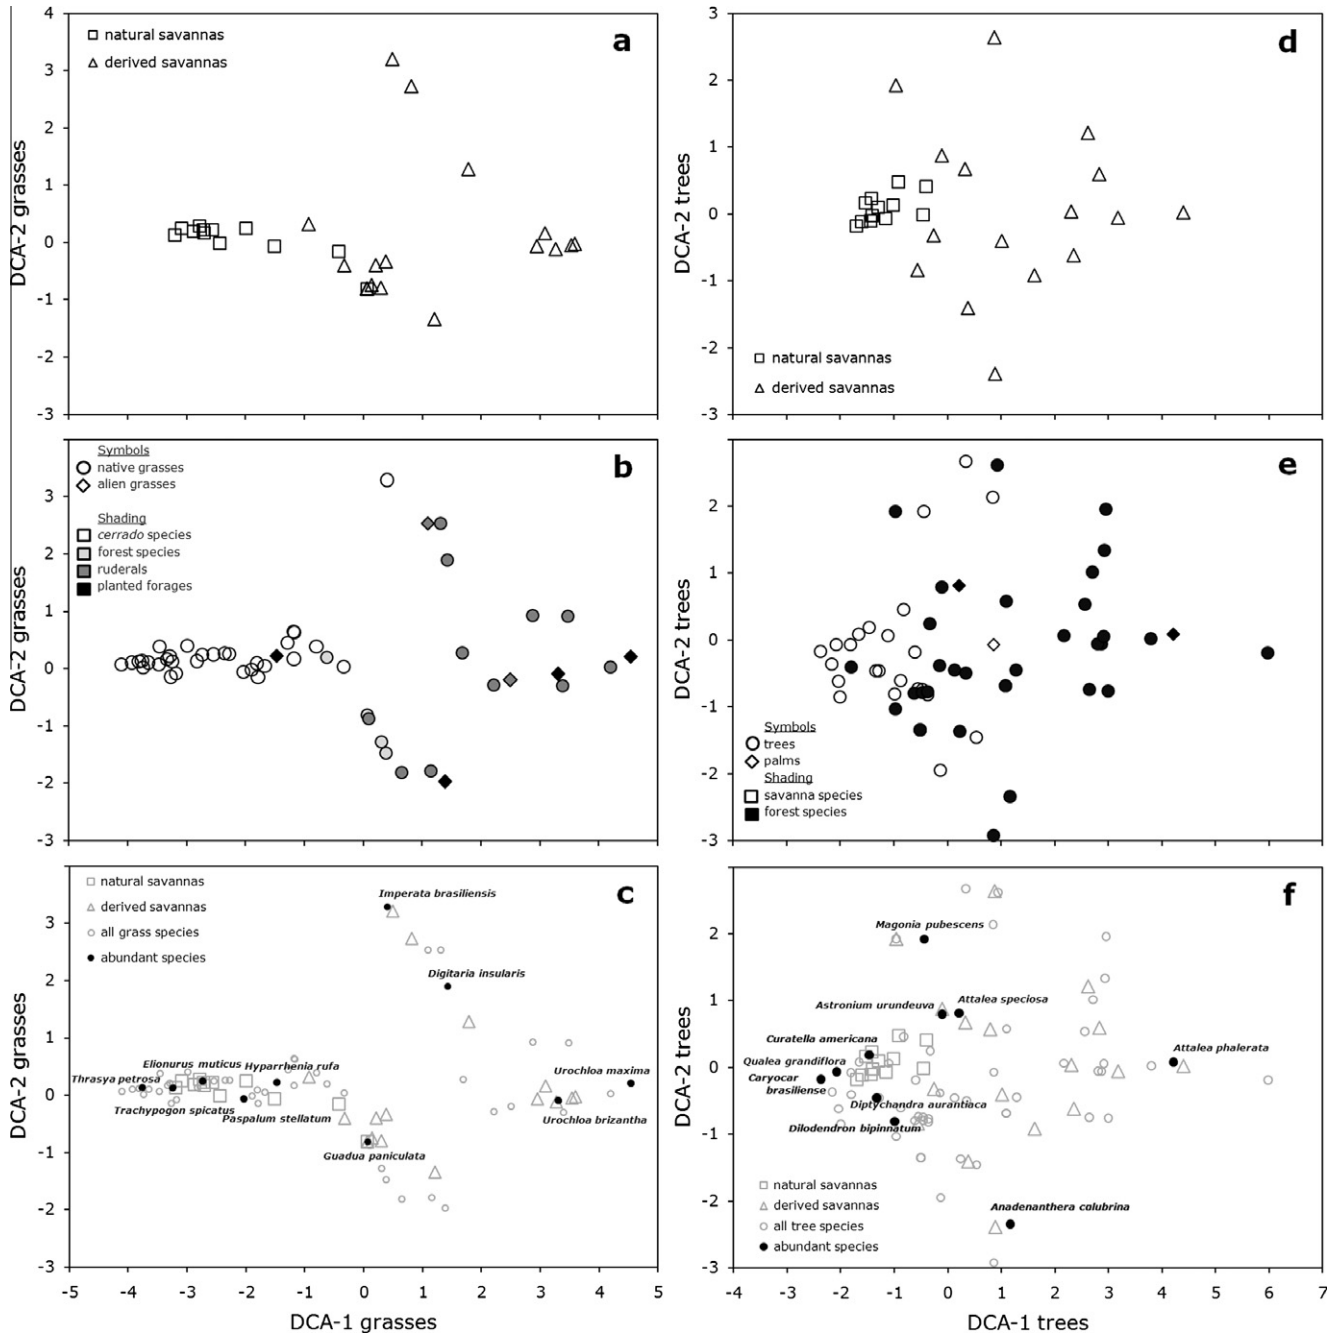 a
natural savannas
derived savannas
DCA-2 grasses
4
3
2
1
0
-1
-2
-3
b
Symbols
native grasses
alien grasses
Shading
cerrado species
forest species
ruderals
planted forages
DCA-2 grasses
3
2
1
0
-1
-2
-3
c
natural savannas
derived savannas
all grass species
abundant species
Imperata brasiliensis
Digitaria insularis
Elionurus muticus
Hyparrhenia rufa
Thrasya petrosa
Urochloa maxima
Trachypogon spicatus
Paspalum stellatum
Urochloa brizantha
Guadua paniculata
DCA-2 grasses
3
2
1
0
-1
-2
-3
-5 -4 -3 -2 -1 0 1 2 3 4 5
DCA-1 grasses
d
natural savannas
derived savannas
DCA-2 trees
3
2
1
0
-1
-2
-3
e
Symbols
trees
palms
Shading
savanna species
forest species
DCA-2 trees
2
1
0
-1
-2
-3
f
Magonia pubescens
Astronium urundeuva
Attalea speciosa
Curatella americana
Qualea grandiflora
Attalea phalerata
Caryocar
brasiliense
Diptychandra aurantiaca
Dilodendron bipinnatum
Anadenanthera colubrina
natural savannas
derived savannas
all tree species
abundant species
DCA-2 trees
2
1
0
-1
-2
-3
-4 -3 -2 -1 0 1 2 3 4 5 6 7
DCA-1 trees